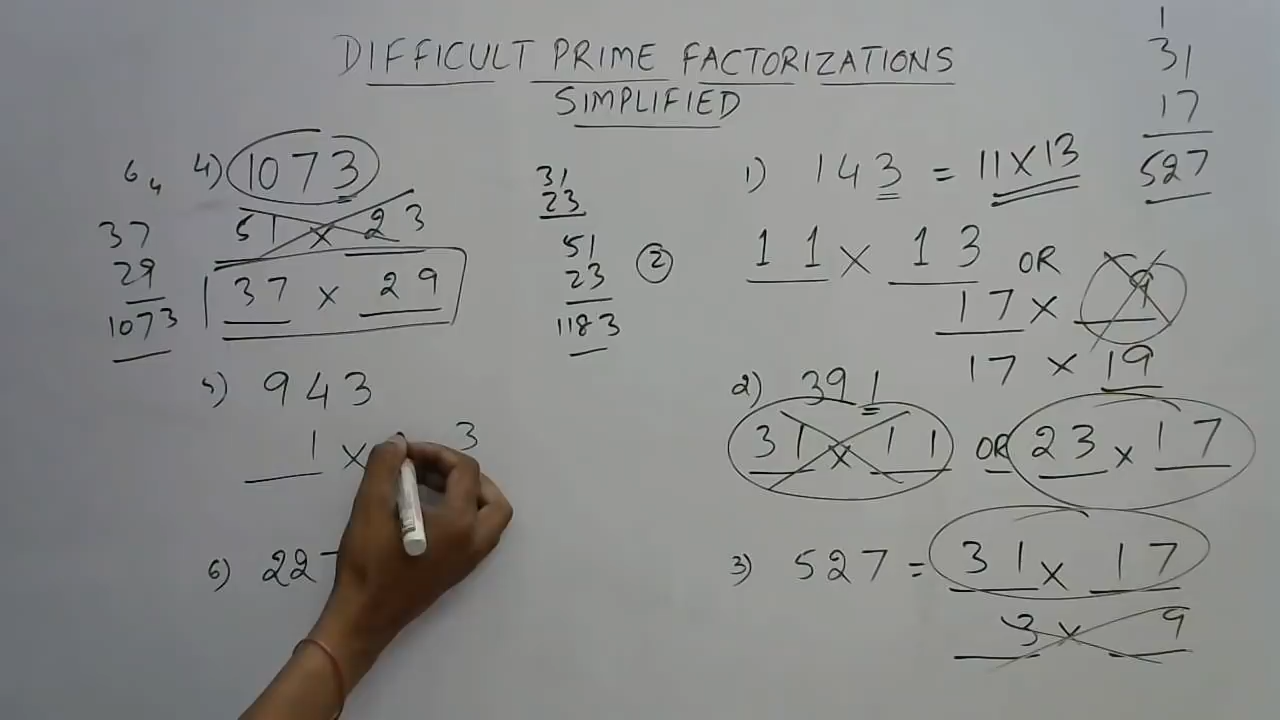 DIFFICULT PRIME FACTORIZATIONS
SIMPLIFIED
6 4
4) 1073
51 × 23
37 × 29
37
29
1073
31
23
51
23
1183
2
5) 943
1 × 3
6) 22
1
31
17
527
1) 143 = 11×13
11 × 13 OR
17 × 9
17 × 19
2) 391
31 × 11 OR 23 × 17
3) 527 = 31 × 17
3 × 9